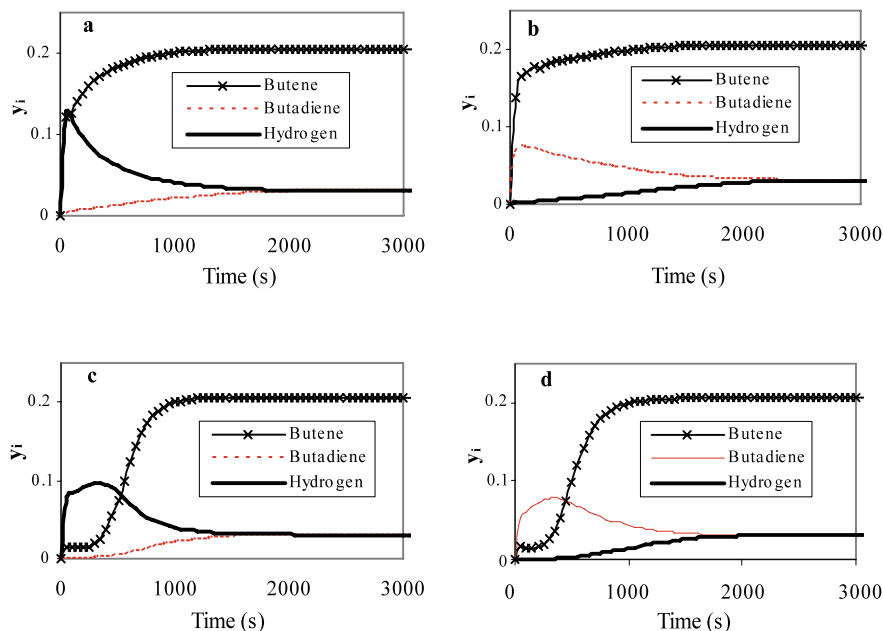 a
0.2
0.1
0
yi
Butene
Butadiene
Hydrogen
0 1000 2000 3000
Time (s)
b
0.2
0.1
0
yi
Butene
Butadiene
Hydrogen
0 1000 2000 3000
Time (s)
c
0.2
0.1
0
yi
Butene
Butadiene
Hydrogen
0 1000 2000 3000
Time (s)
d
0.2
0.1
0
yi
Butene
Butadiene
Hydrogen
0 1000 2000 3000
Time (s)